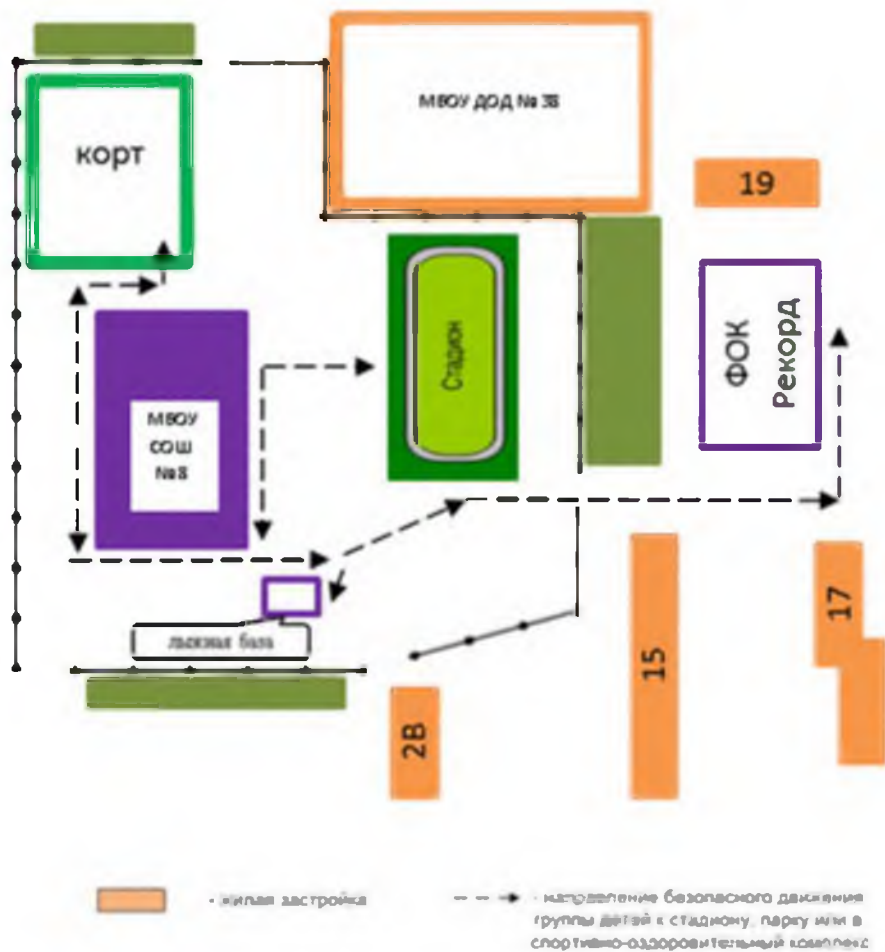 МБОУ ДОД № 38
корт
19
ФОК
Рекорд
Стадион
МБОУ
СОШ
№8
лыжная база
17
15
2В
- жилая застройка
- направление безопасного движения
группы детей к стадиону, парку или в
спортивно-оздоровительный комплекс